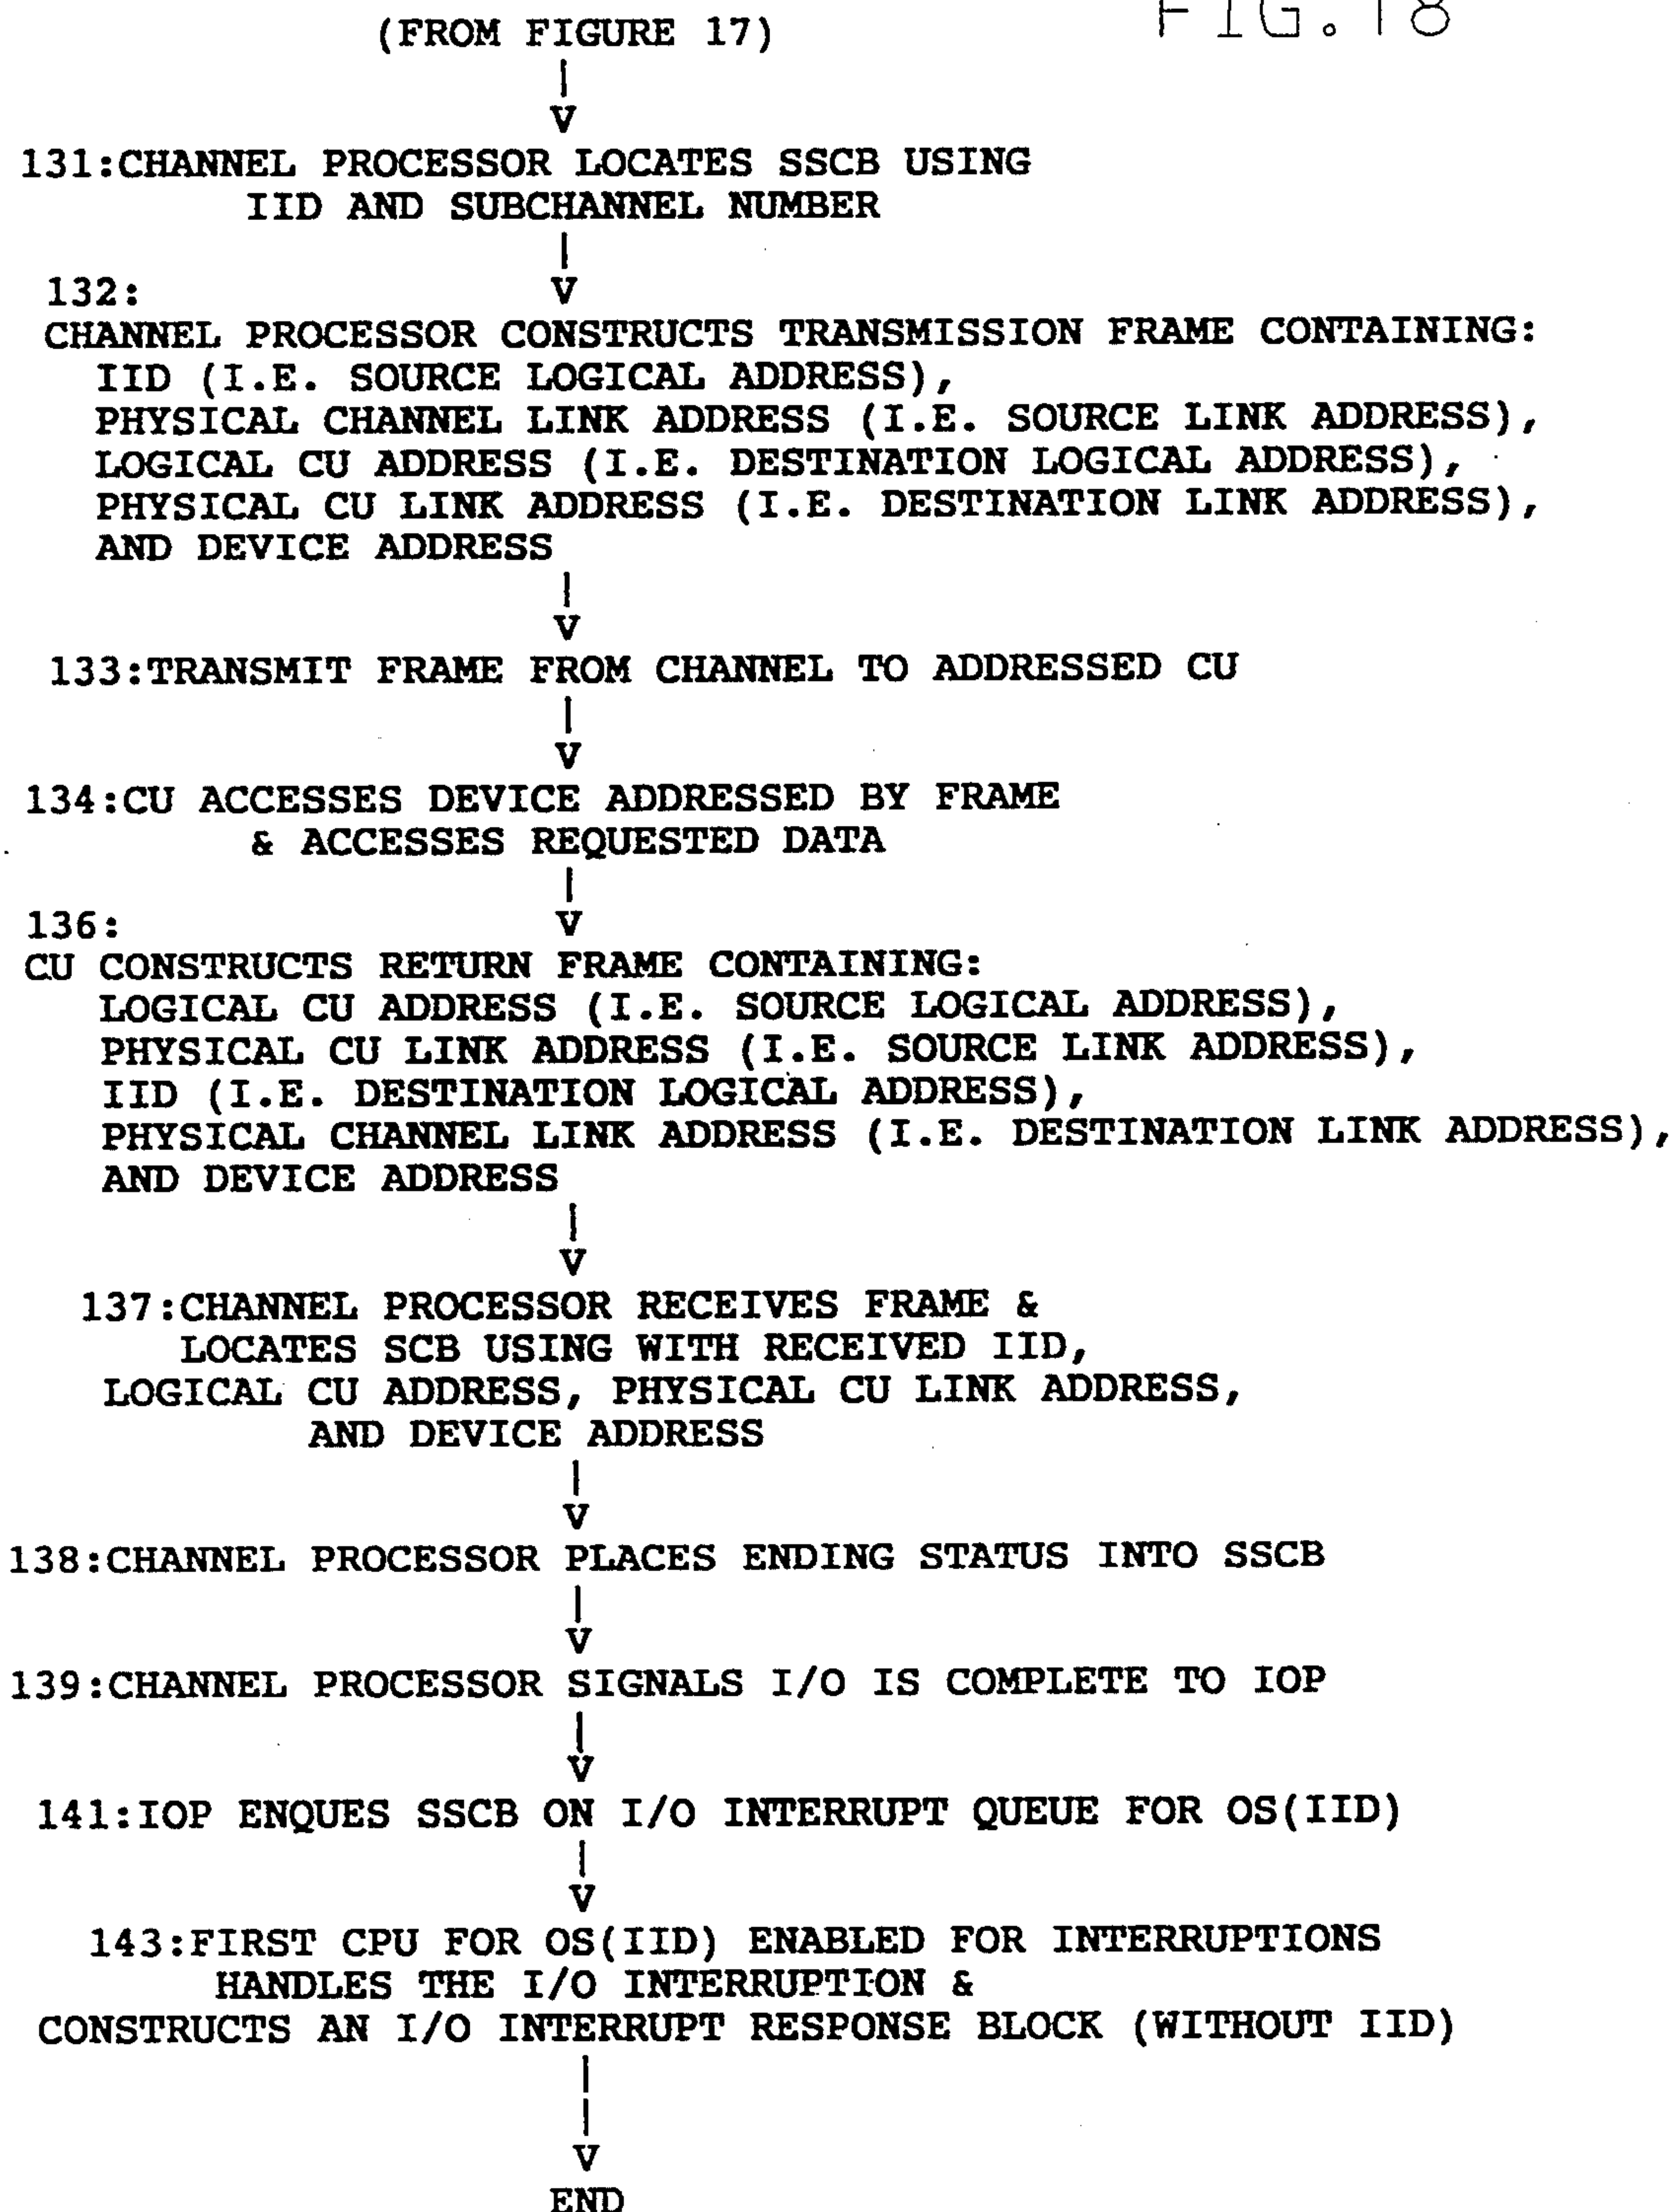 FIG.18
(FROM FIGURE 17)
|
V
131:CHANNEL PROCESSOR LOCATES SSCB USING
IID AND SUBCHANNEL NUMBER
|
V
132:
CHANNEL PROCESSOR CONSTRUCTS TRANSMISSION FRAME CONTAINING:
IID (I.E. SOURCE LOGICAL ADDRESS),
PHYSICAL CHANNEL LINK ADDRESS (I.E. SOURCE LINK ADDRESS),
LOGICAL CU ADDRESS (I.E. DESTINATION LOGICAL ADDRESS),
PHYSICAL CU LINK ADDRESS (I.E. DESTINATION LINK ADDRESS),
AND DEVICE ADDRESS
|
V
133:TRANSMIT FRAME FROM CHANNEL TO ADDRESSED CU
|
V
134:CU ACCESSES DEVICE ADDRESSED BY FRAME
& ACCESSES REQUESTED DATA
|
V
136:
CU CONSTRUCTS RETURN FRAME CONTAINING:
LOGICAL CU ADDRESS (I.E. SOURCE LOGICAL ADDRESS),
PHYSICAL CU LINK ADDRESS (I.E. SOURCE LINK ADDRESS),
IID (I.E. DESTINATION LOGICAL ADDRESS),
PHYSICAL CHANNEL LINK ADDRESS (I.E. DESTINATION LINK ADDRESS),
AND DEVICE ADDRESS
|
V
137:CHANNEL PROCESSOR RECEIVES FRAME &
LOCATES SCB USING WITH RECEIVED IID,
LOGICAL CU ADDRESS, PHYSICAL CU LINK ADDRESS,
AND DEVICE ADDRESS
|
V
138:CHANNEL PROCESSOR PLACES ENDING STATUS INTO SSCB
|
V
139:CHANNEL PROCESSOR SIGNALS I/O IS COMPLETE TO IOP
|
V
141:IOP ENQUES SSCB ON I/O INTERRUPT QUEUE FOR OS(IID)
|
V
143:FIRST CPU FOR OS(IID) ENABLED FOR INTERRUPTIONS
HANDLES THE I/O INTERRUPTION &
CONSTRUCTS AN I/O INTERRUPT RESPONSE BLOCK (WITHOUT IID)
|
|
V
END